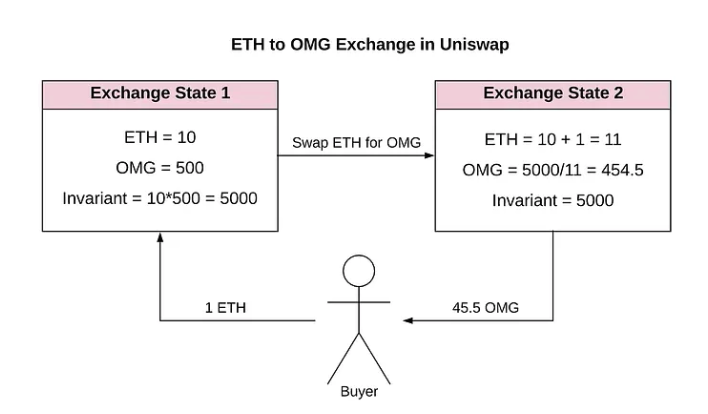 ETH to OMG Exchange in Uniswap
Exchange State 1
ETH = 10
OMG = 500
Invariant = 10*500 = 5000
Swap ETH for OMG
Exchange State 2
ETH = 10 + 1 = 11
OMG = 5000/11 = 454.5
Invariant = 5000
1 ETH
45.5 OMG
Buyer